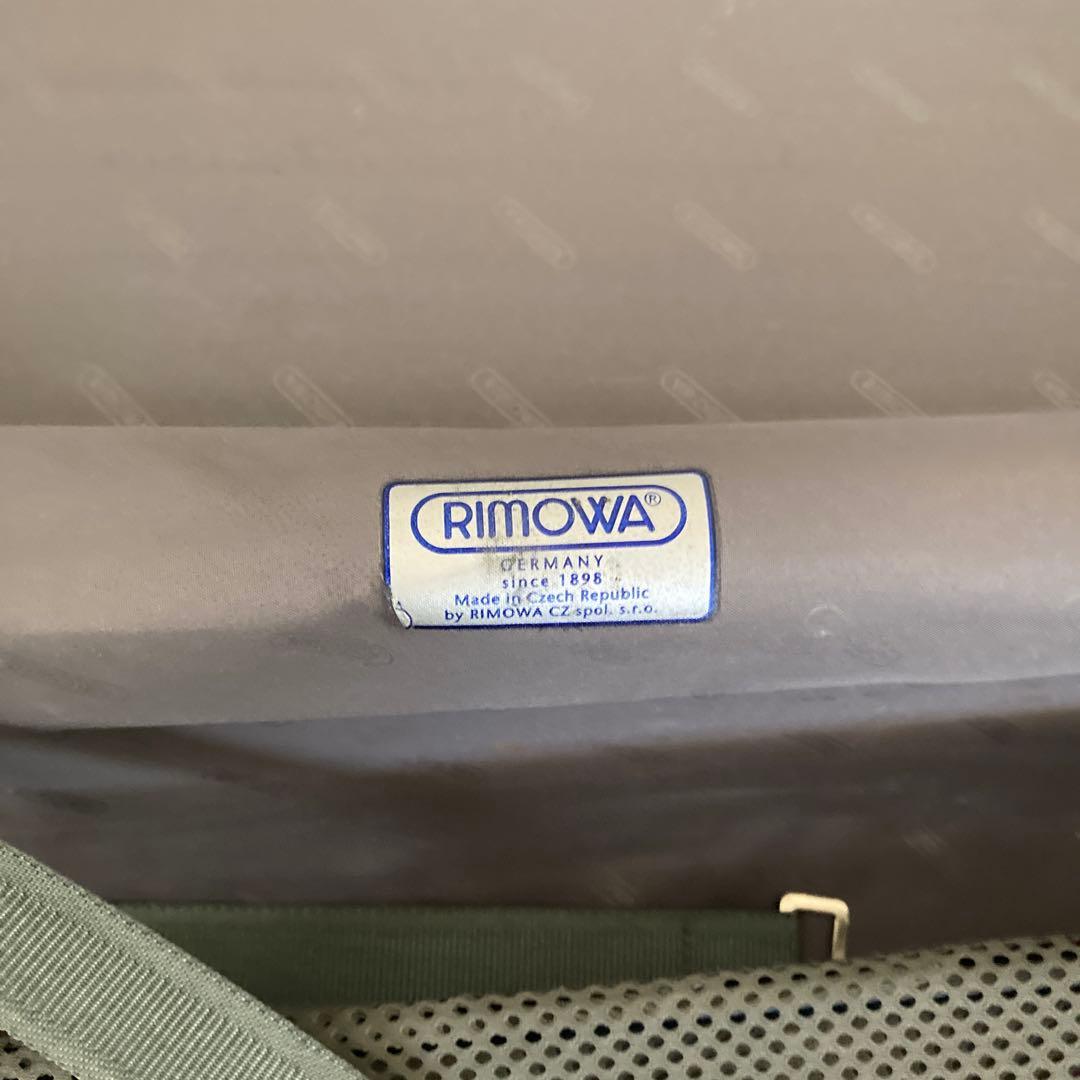 RIMOWA®
GERMANY
since 1898
Made in Czech Republic
by RIMOWA CZ spol. s.r.o.